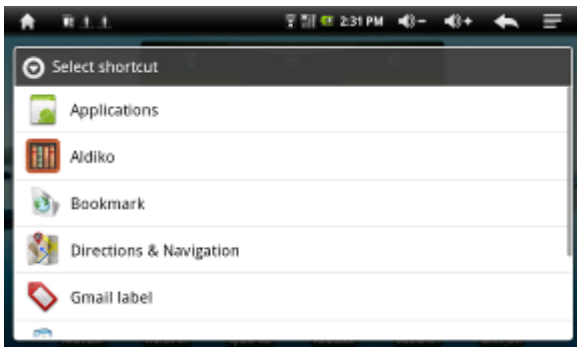 2:31 PM
Select shortcut
Applications
Aldiko
Bookmark
Directions & Navigation
Gmail label